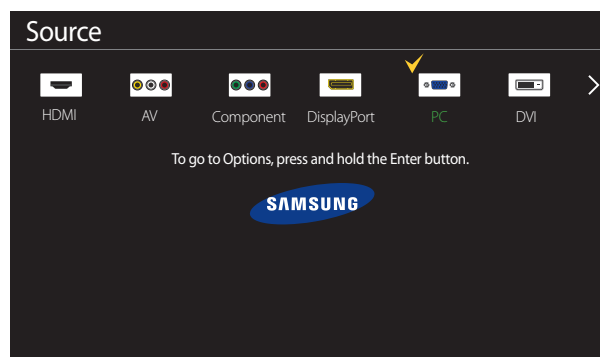 Source
HDMI AV Component DisplayPort PC DVI
To go to Options, press and hold the Enter button.
SAMSUNG